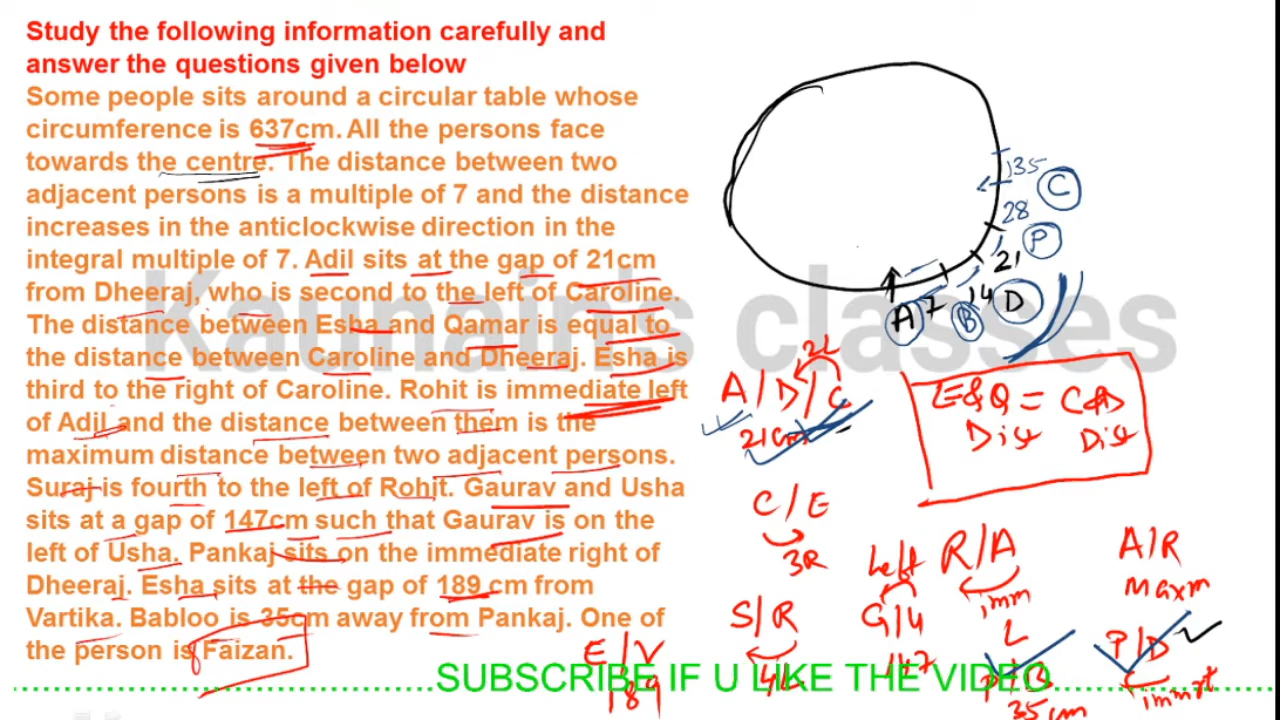 Study the following information carefully and
answer the questions given below
Some people sits around a circular table whose
circumference is 637cm. All the persons face
towards the centre. The distance between two
adjacent persons is a multiple of 7 and the distance
increases in the anticlockwise direction in the
integral multiple of 7. Adil sits at the gap of 21cm
from Dheeraj, who is second to the left of Caroline.
The distance between Esha and Qamar is equal to
the distance between Caroline and Dheeraj. Esha is
third to the right of Caroline. Rohit is immediate left
of Adil and the distance between them is the
maximum distance between two adjacent persons.
Suraj is fourth to the left of Rohit. Gaurav and Usha
sits at a gap of 147cm such that Gaurav is on the
left of Usha. Pankaj sits on the immediate right of
Dheeraj. Esha sits at the gap of 189 cm from
Vartika. Babloo is 35cm away from Pankaj. One of
the person is Faizan.
Kaunain's classes
135
C
28
P
21
14 D
A 7 B
2L
A/D/C
21cm
E&Q = C&D
Dist Dist
C/E
3R
Left
G/U
147
R/A
imm
L
A/R
Maxm
S/R
4L
P/D
immrt
P/B
35cm
E/V
189
SUBSCRIBE IF U LIKE THE VIDEO